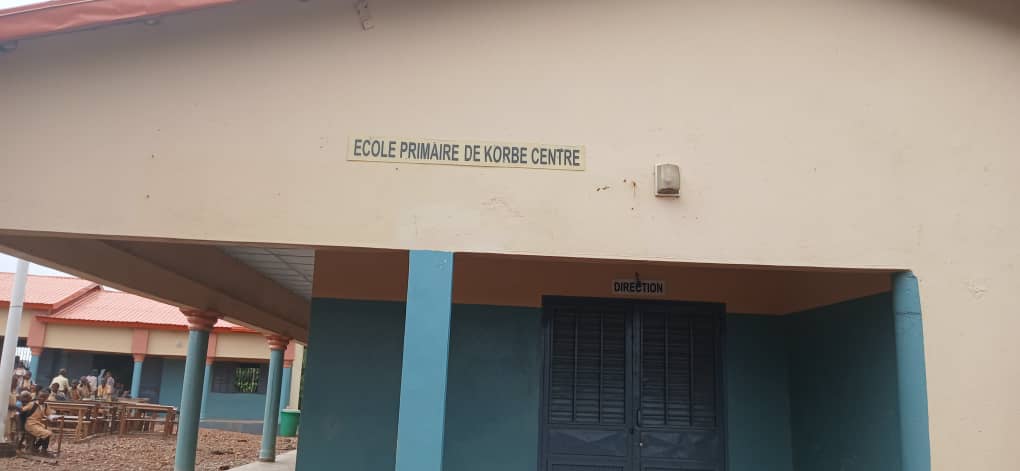 ECOLE PRIMAIRE DE KORBE CENTRE
DIRECTION